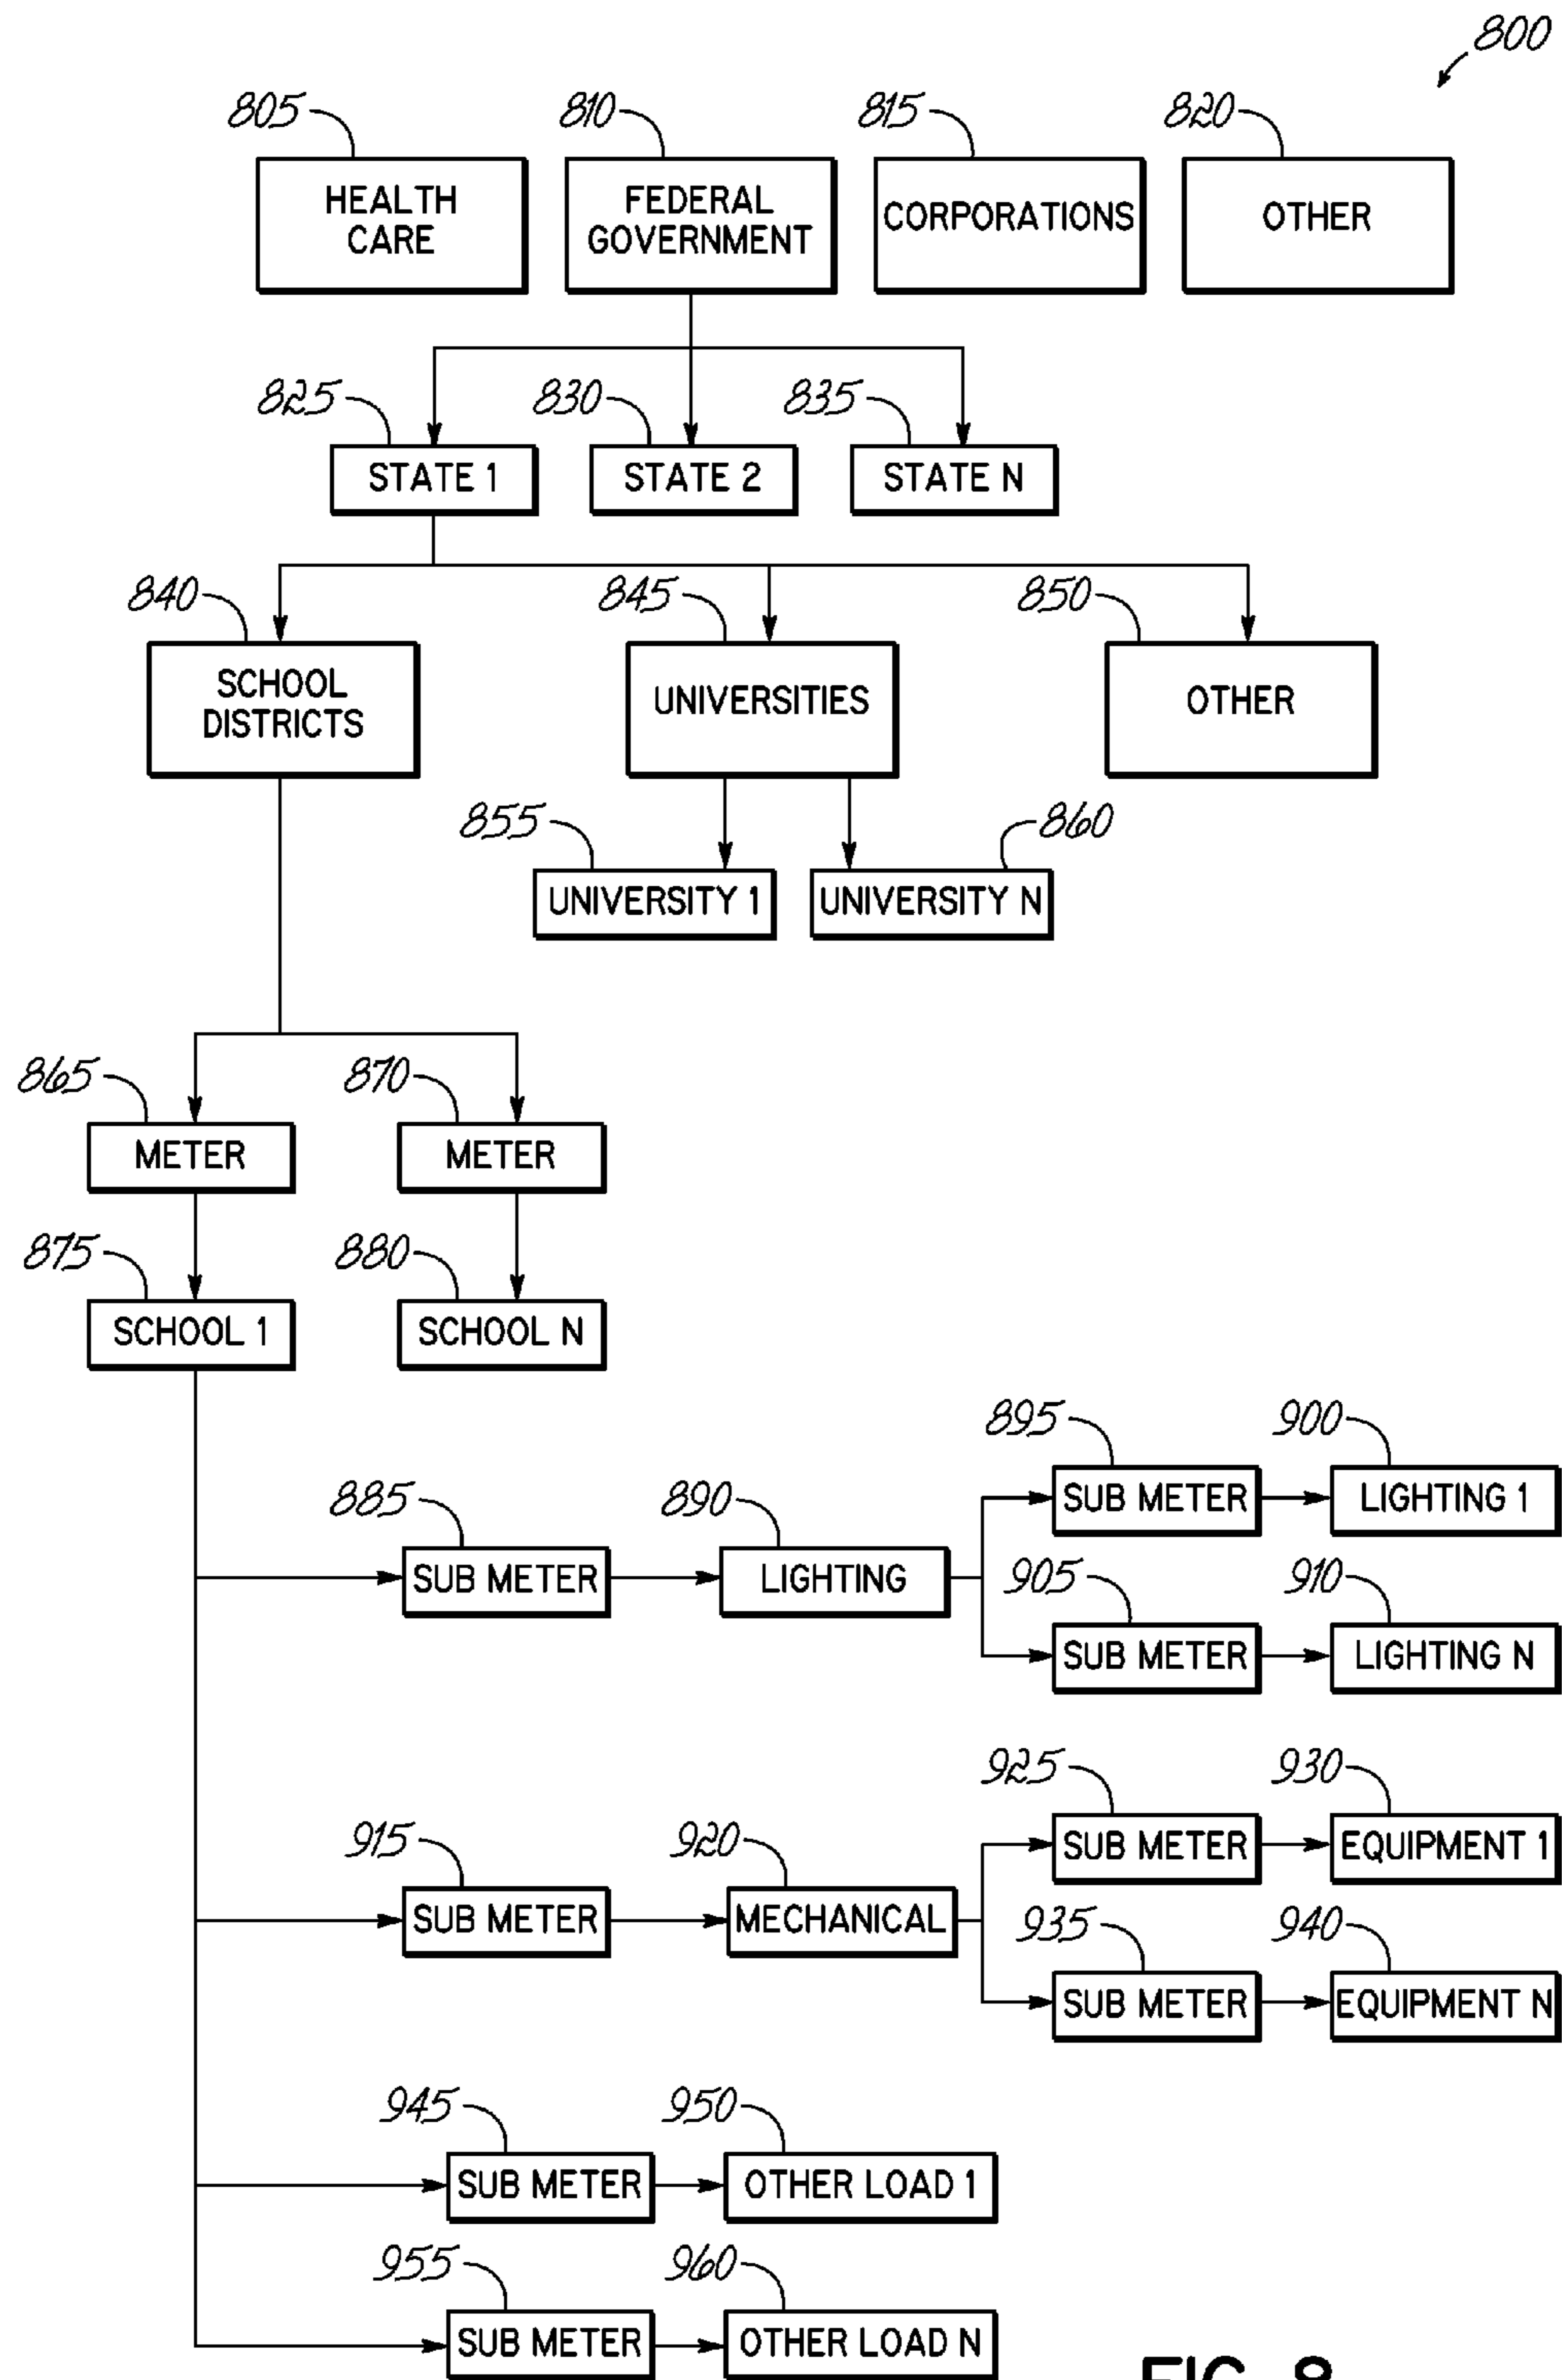 800
805
810
815
820
HEALTH
CARE
FEDERAL
GOVERNMENT
CORPORATIONS
OTHER
825
830
835
STATE 1
STATE 2
STATE N
840
845
850
SCHOOL
DISTRICTS
UNIVERSITIES
OTHER
855
860
UNIVERSITY 1
UNIVERSITY N
865
870
METER
METER
875
880
SCHOOL 1
SCHOOL N
895
900
SUB METER
LIGHTING 1
885
890
SUB METER
LIGHTING
905
910
SUB METER
LIGHTING N
925
930
SUB METER
EQUIPMENT 1
915
920
SUB METER
MECHANICAL
935
940
SUB METER
EQUIPMENT N
945
950
SUB METER
OTHER LOAD 1
955
960
SUB METER
OTHER LOAD N
FIG. 8